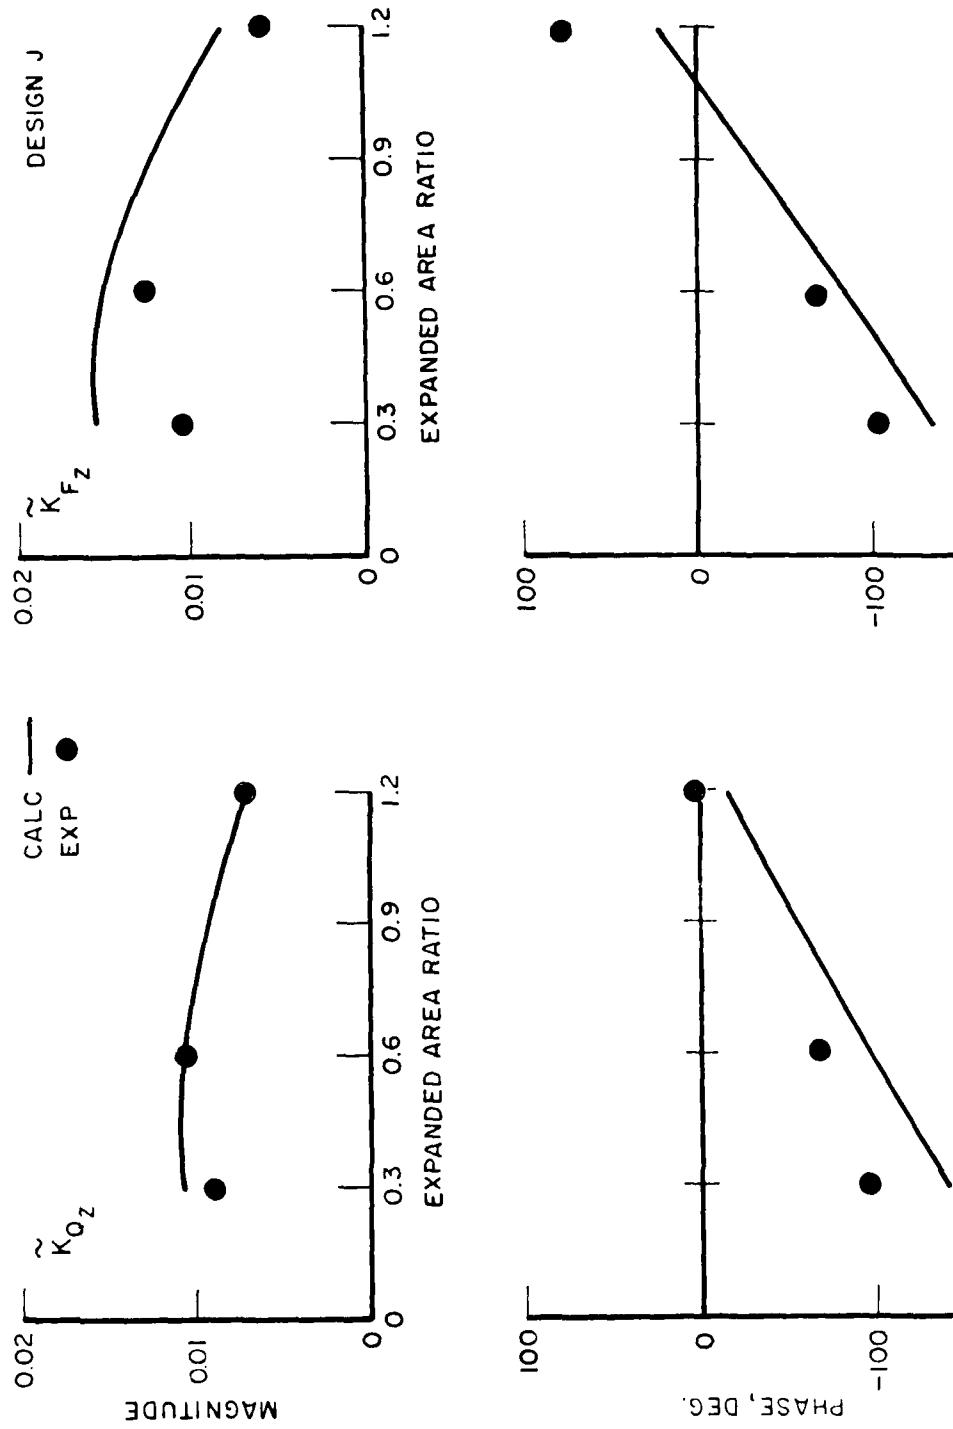 CALC
EXP
DESIGN J
K̃Q_Z
0.02
0.01
0
MAGNITUDE
0
0.3
0.6
0.9
1.2
EXPANDED AREA RATIO
K̃F_Z
0.02
0.01
0
0
0.3
0.6
0.9
1.2
EXPANDED AREA RATIO
100
0
-100
PHASE, DEG.
100
0
-100